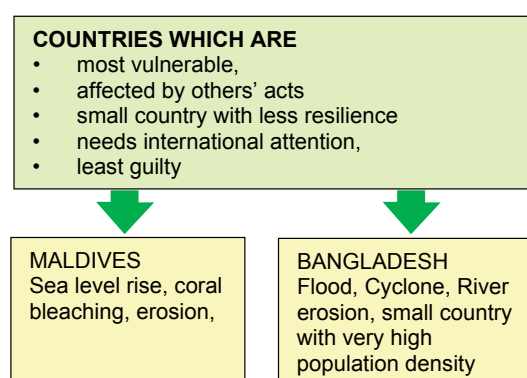 COUNTRIES WHICH ARE
• most vulnerable,
• affected by others’ acts
• small country with less resilience
• needs international attention,
• least guilty
MALDIVES
Sea level rise, coral
bleaching, erosion,
BANGLADESH
Flood, Cyclone, River
erosion, small country
with very high
population density